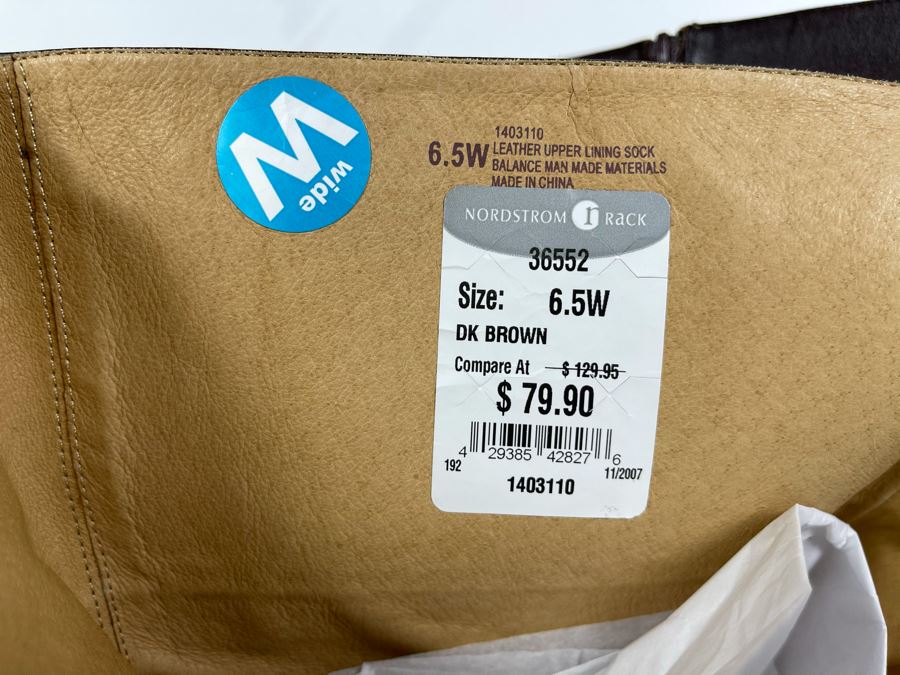 W
wide
1403110
6.5W LEATHER UPPER LINING SOCK
BALANCE MAN MADE MATERIALS
MADE IN CHINA
NORDSTROM r RACK
36552
Size: 6.5W
DK BROWN
Compare At $ 129.95
$ 79.90
4 29385 42827 6
192 11/2007
1403110